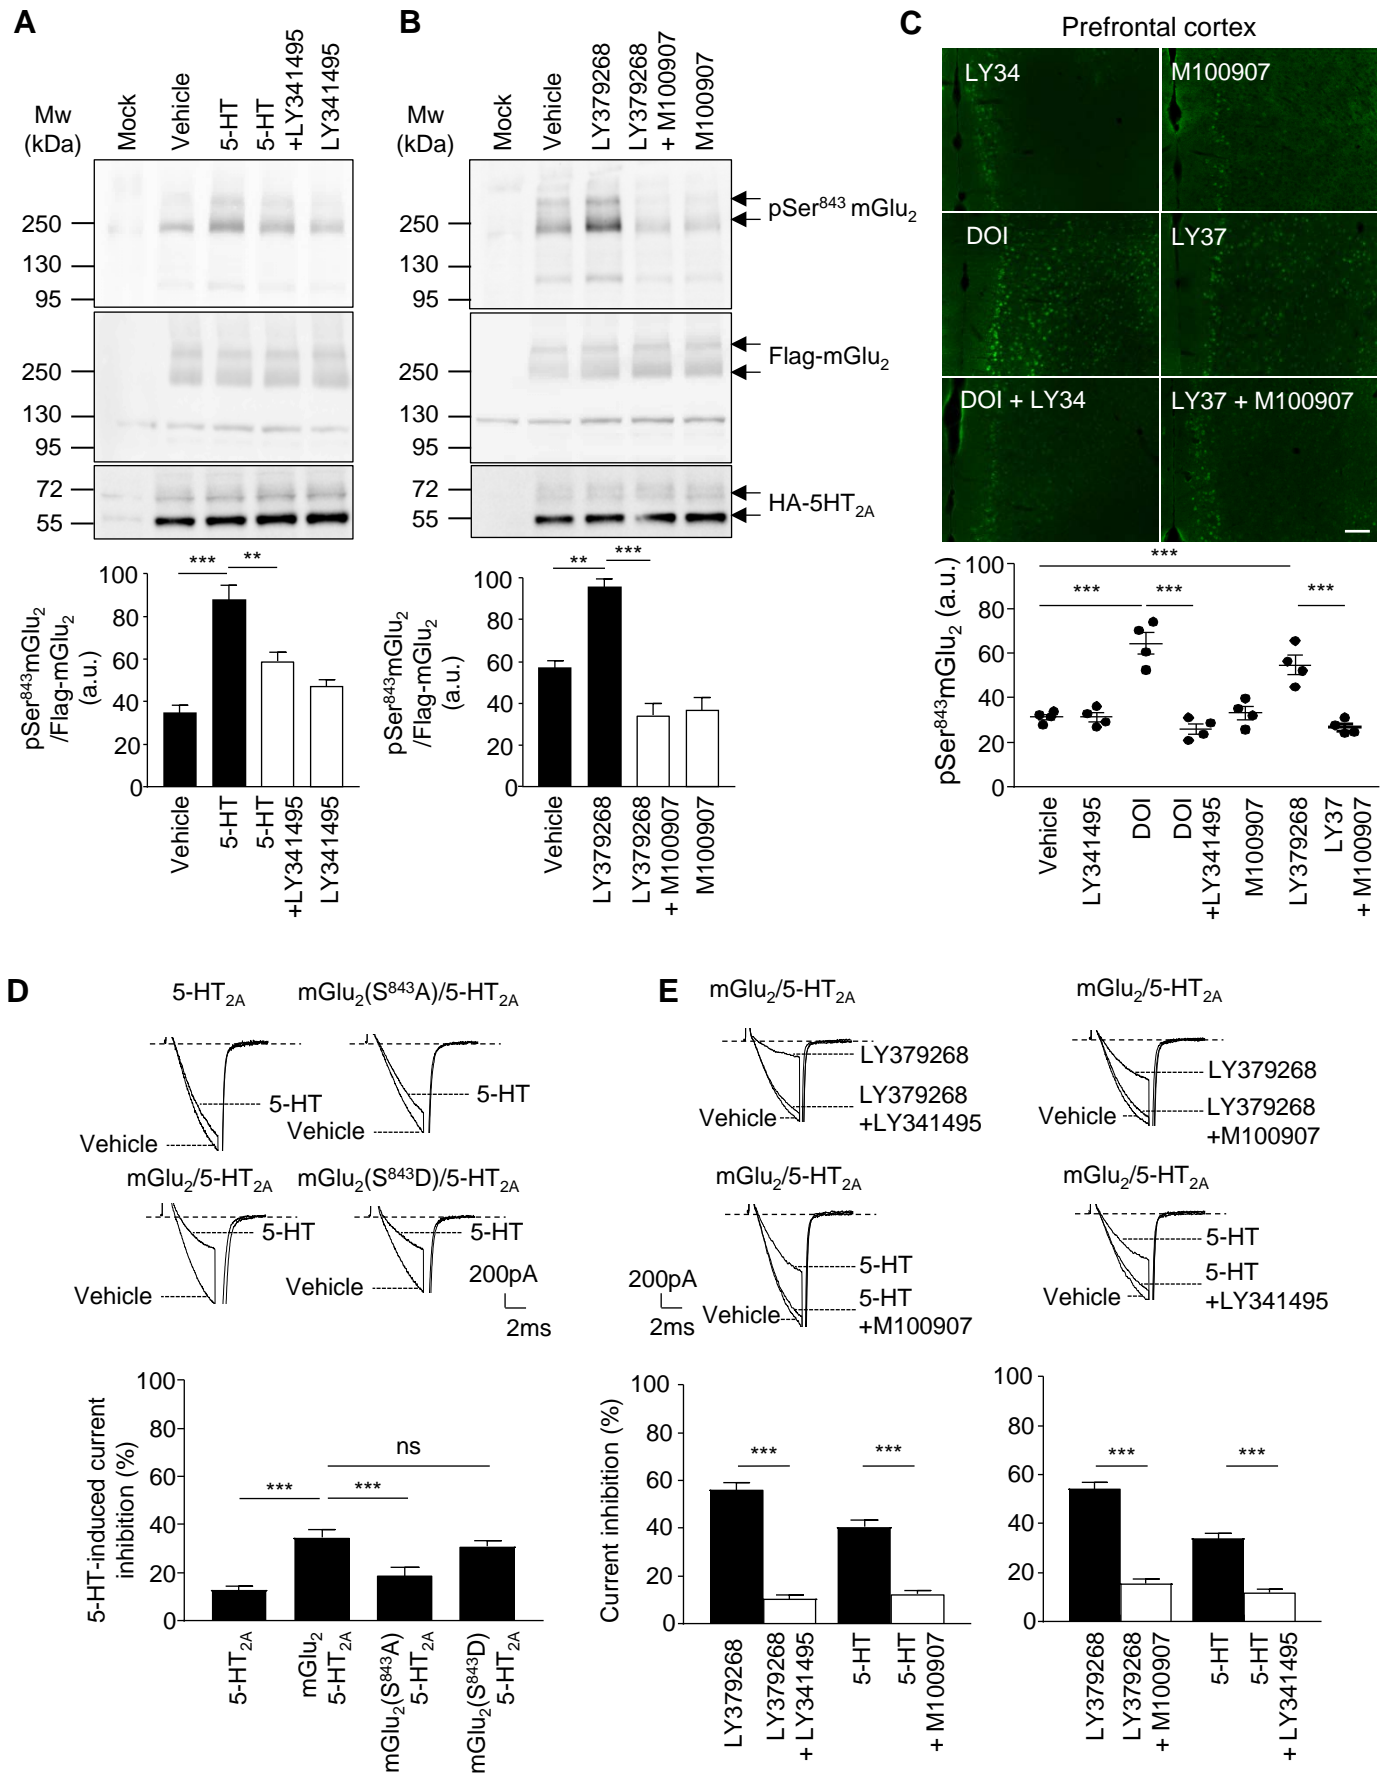 A
Mw
(kDa)
Mock
Vehicle
5-HT
5-HT
+LY341495
LY341495
250
130
95
250
130
95
72
55
*** **
100
80
60
40
20
0
pSer⁸⁴³mGlu₂
/Flag-mGlu₂
(a.u.)
Vehicle
5-HT
5-HT
+LY341495
LY341495
B
Mw
(kDa)
Mock
Vehicle
LY379268
LY379268
+ M100907
M100907
250
130
95
250
130
95
72
55
pSer⁸⁴³ mGlu₂
Flag-mGlu₂
HA-5HT₂A
** ***
100
80
60
40
20
0
pSer⁸⁴³mGlu₂
/Flag-mGlu₂
(a.u.)
Vehicle
LY379268
LY379268
+ M100907
M100907
C
Prefrontal cortex
LY34
M100907
DOI
LY37
DOI + LY34
LY37 + M100907
***
*** *** ***
100
80
60
40
20
0
pSer⁸⁴³mGlu₂ (a.u.)
Vehicle
LY341495
DOI
DOI
+LY341495
M100907
LY379268
LY37
+ M100907
D
5-HT₂A
5-HT
Vehicle
mGlu₂(S⁸⁴³A)/5-HT₂A
5-HT
Vehicle
mGlu₂/5-HT₂A
5-HT
Vehicle
mGlu₂(S⁸⁴³D)/5-HT₂A
5-HT
Vehicle
200pA
2ms
5-HT-induced current
inhibition (%)
100
80
60
40
20
0
ns
*** ***
5-HT₂A
mGlu₂
5-HT₂A
mGlu₂(S⁸⁴³A)
5-HT₂A
mGlu₂(S⁸⁴³D)
5-HT₂A
E
mGlu₂/5-HT₂A
LY379268
LY379268
+LY341495
Vehicle
mGlu₂/5-HT₂A
LY379268
LY379268
+M100907
Vehicle
mGlu₂/5-HT₂A
5-HT
5-HT
+M100907
Vehicle
200pA
2ms
mGlu₂/5-HT₂A
5-HT
5-HT
+LY341495
Vehicle
Current inhibition (%)
100
80
60
40
20
0
*** ***
LY379268
LY379268
+ LY341495
5-HT
5-HT
+ M100907
100
80
60
40
20
0
*** ***
LY379268
LY379268
+ M100907
5-HT
5-HT
+ LY341495